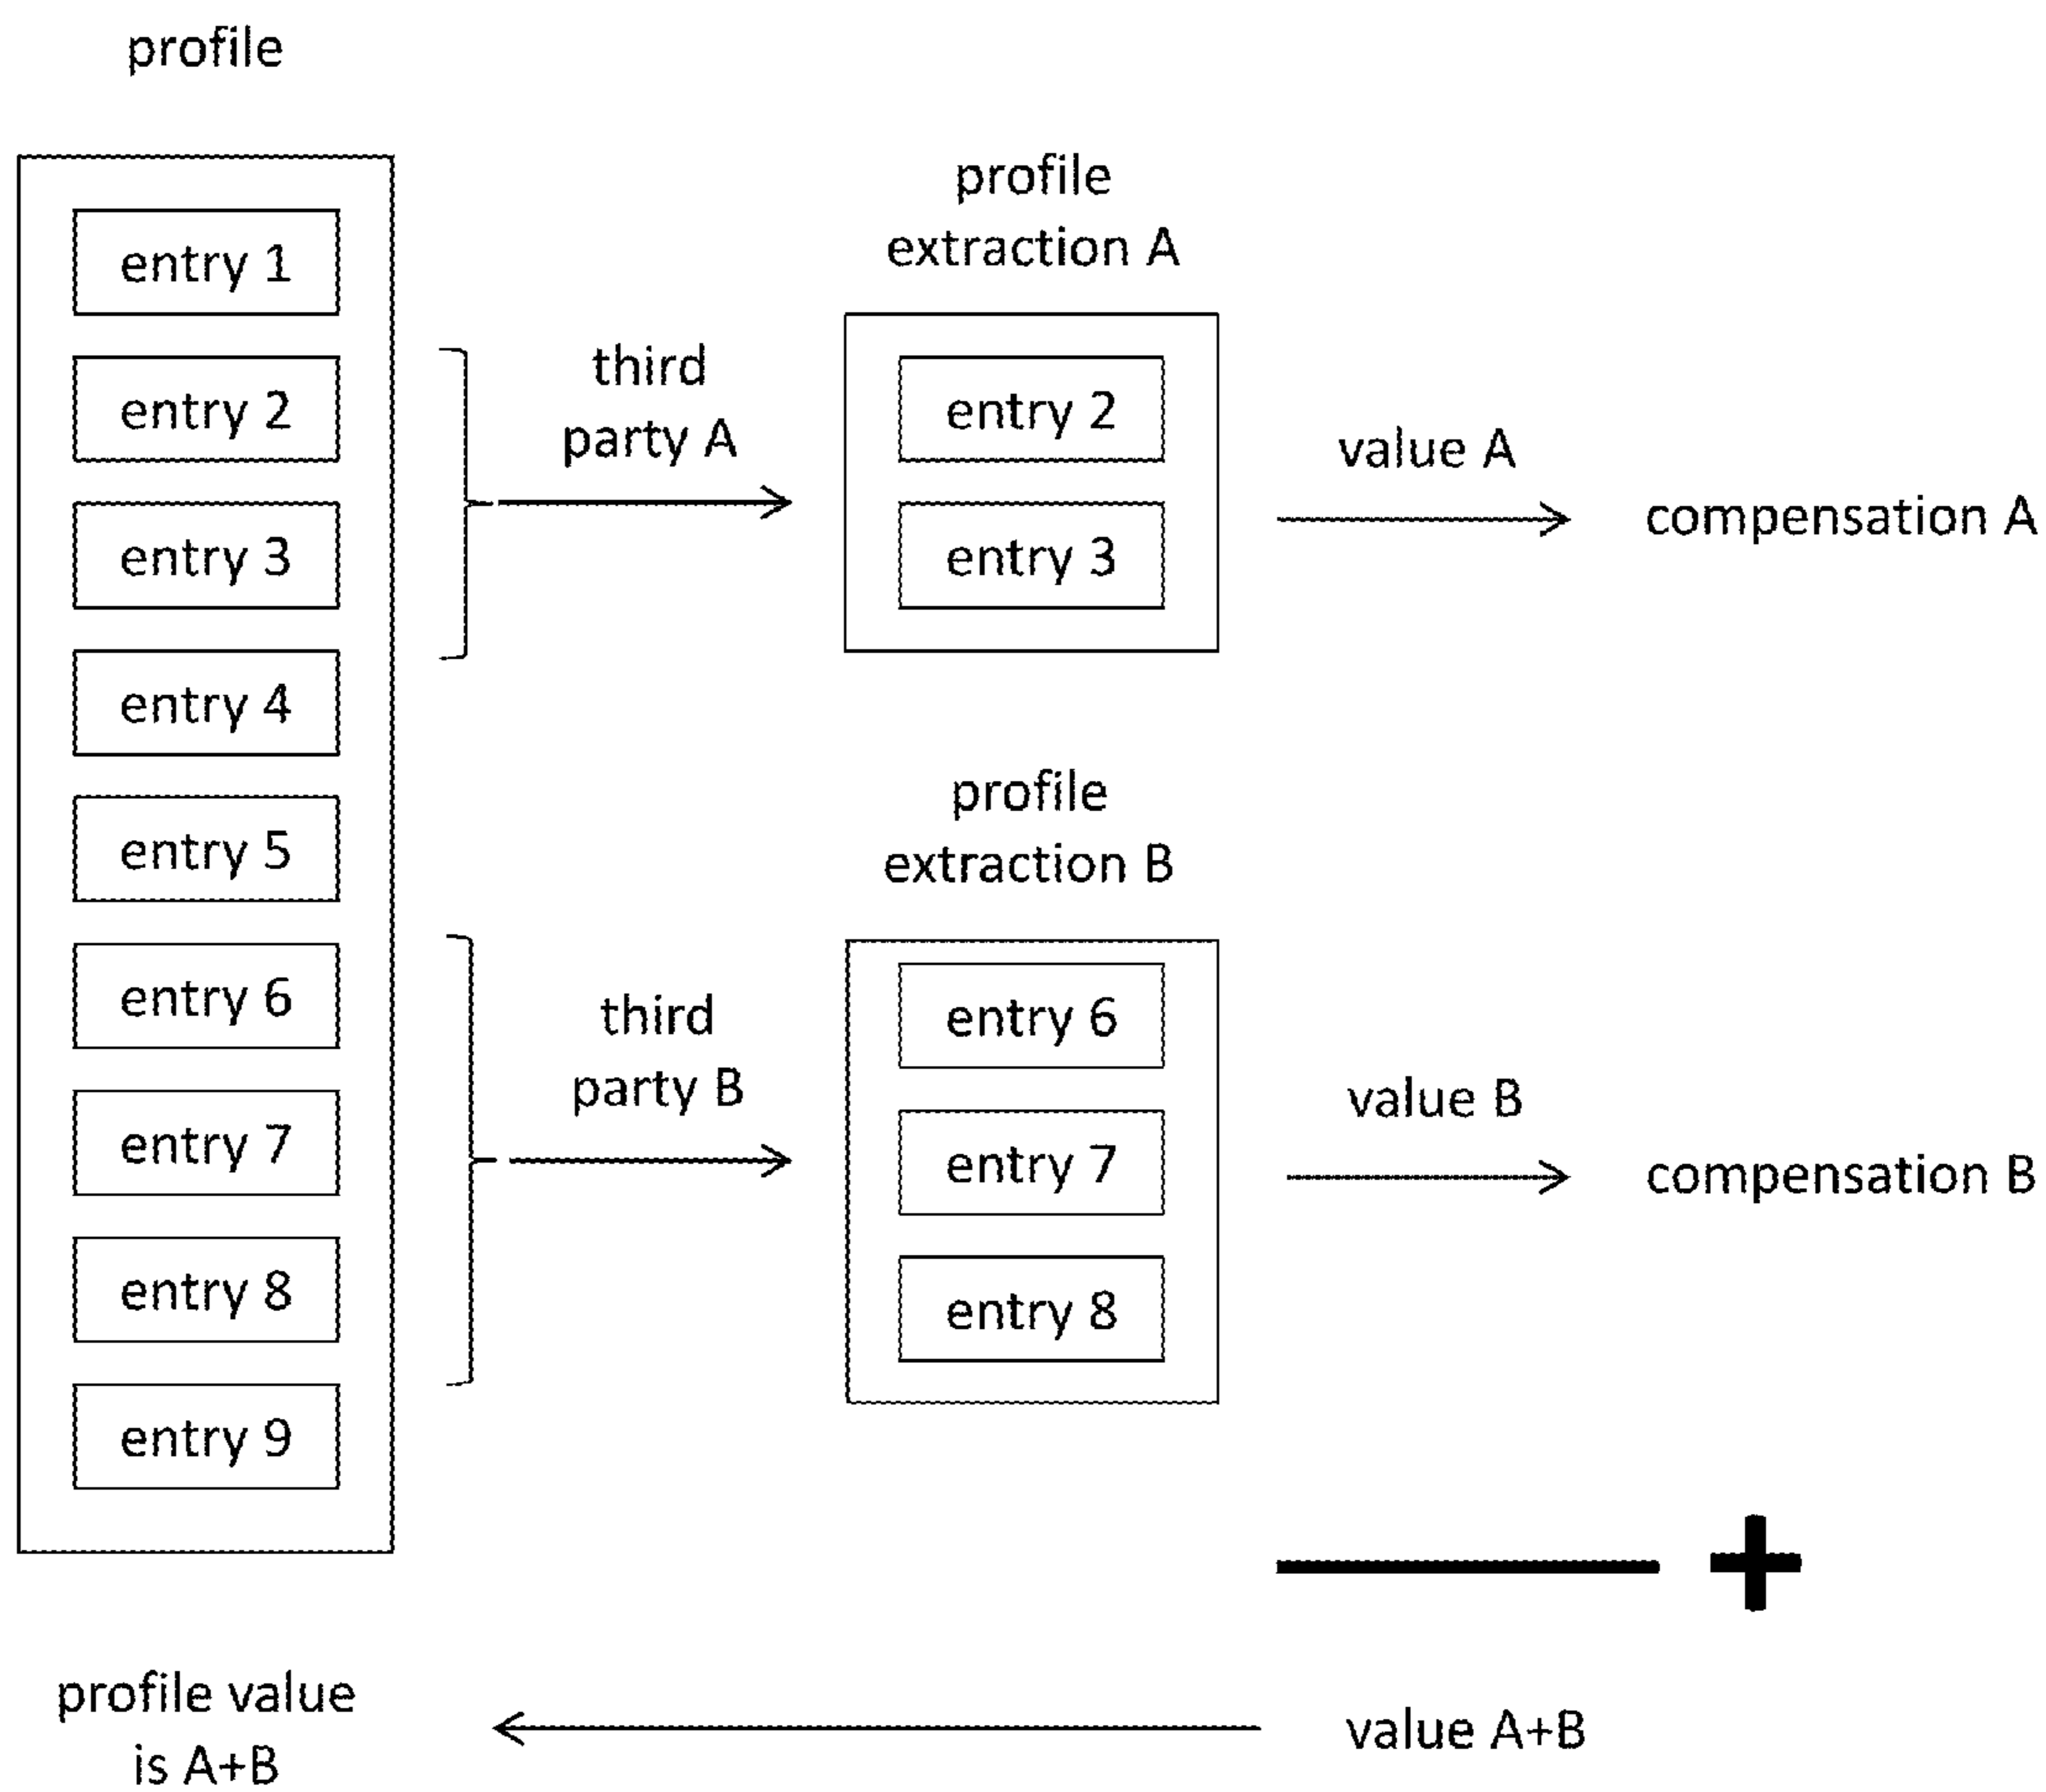 profile
entry 1
entry 2
entry 3
entry 4
entry 5
entry 6
entry 7
entry 8
entry 9
third
party A
profile
extraction A
entry 2
entry 3
value A
compensation A
third
party B
profile
extraction B
entry 6
entry 7
entry 8
value B
compensation B
+
profile value
is A+B
value A+B